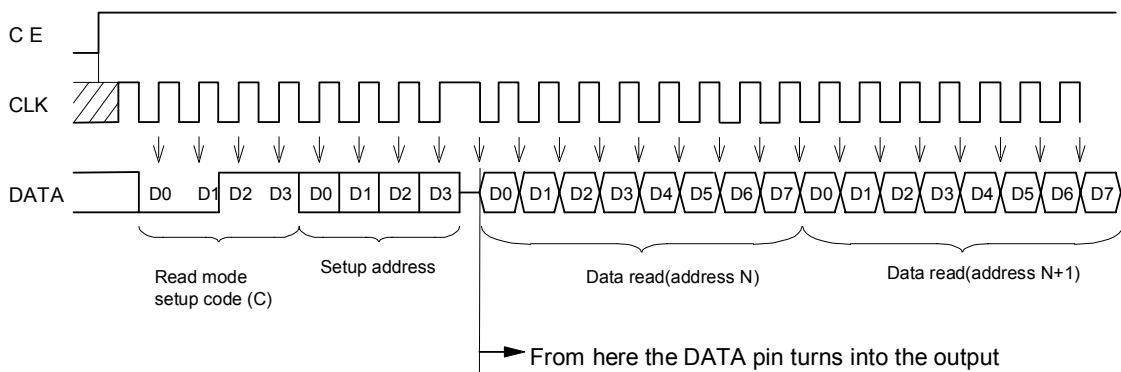 C E
CLK
DATA D0 D1 D2 D3 D0 D1 D2 D3 D0 D1 D2 D3 D4 D5 D6 D7 D0 D1 D2 D3 D4 D5 D6 D7
Read mode
setup code (C)
Setup address
Data read(address N)
Data read(address N+1)
From here the DATA pin turns into the output